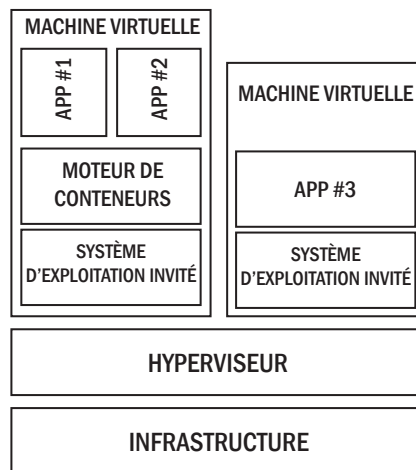 MACHINE VIRTUELLE
APP #1
APP #2
MOTEUR DE
CONTENEURS
SYSTÈME
D'EXPLOITATION INVITÉ
MACHINE VIRTUELLE
APP #3
SYSTÈME
D'EXPLOITATION INVITÉ
HYPERVISEUR
INFRASTRUCTURE